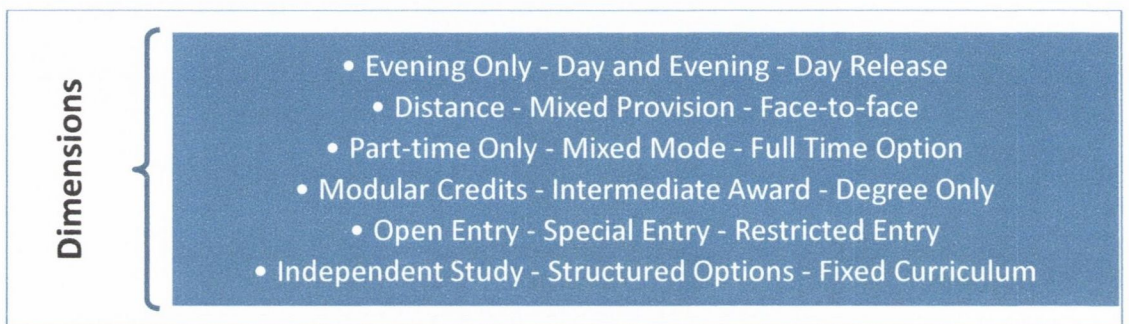 Dimensions
• Evening Only - Day and Evening - Day Release
• Distance - Mixed Provision - Face-to-face
• Part-time Only - Mixed Mode - Full Time Option
• Modular Credits - Intermediate Award - Degree Only
• Open Entry - Special Entry - Restricted Entry
• Independent Study - Structured Options - Fixed Curriculum